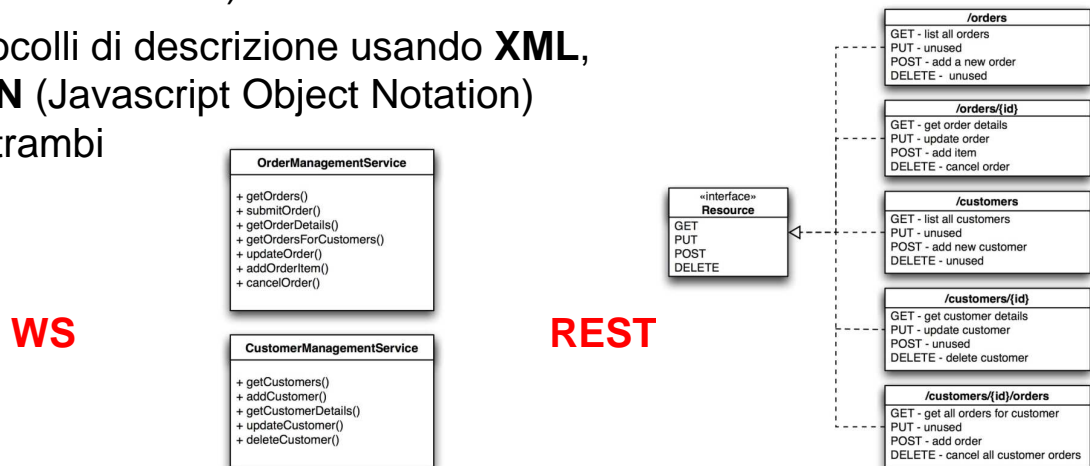 ocolli di descrizione usando XML,
N (Javascript Object Notation)
trambi
OrderManagementService
+ getOrders()
+ submitOrder()
+ getOrderDetails()
+ getOrdersForCustomers()
+ updateOrder()
+ addOrderItem()
+ cancelOrder()
WS
CustomerManagementService
+ getCustomers()
+ addCustomer()
+ getCustomerDetails()
+ updateCustomer()
+ deleteCustomer()
REST
«interface»
Resource
GET
PUT
POST
DELETE
/orders
GET - list all orders
PUT - unused
POST - add a new order
DELETE - unused
/orders/{id}
GET - get order details
PUT - update order
POST - add item
DELETE - cancel order
/customers
GET - list all customers
PUT - unused
POST - add new customer
DELETE - unused
/customers/{id}
GET - get customer details
PUT - update customer
POST - unused
DELETE - delete customer
/customers/{id}/orders
GET - get all orders for customer
PUT - unused
POST - add order
DELETE - cancel all customer orders